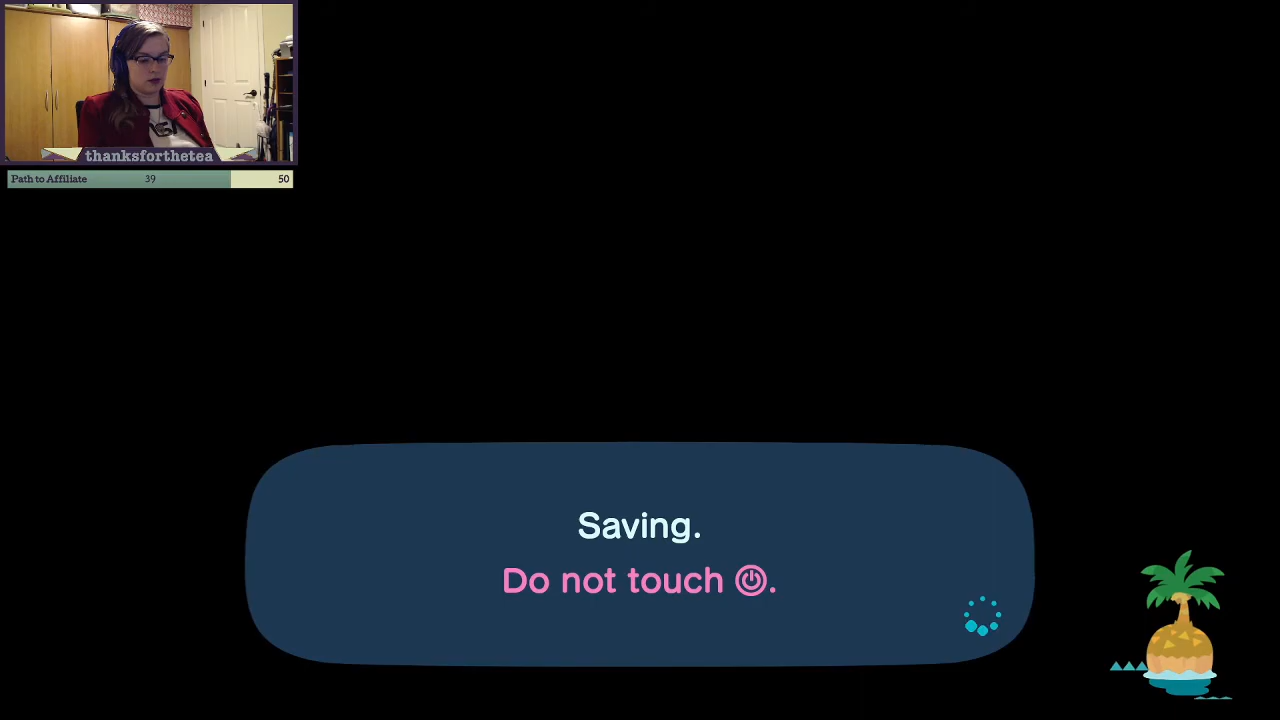 thanksforthetea
Path to Affiliate 39 50
Saving.
Do not touch